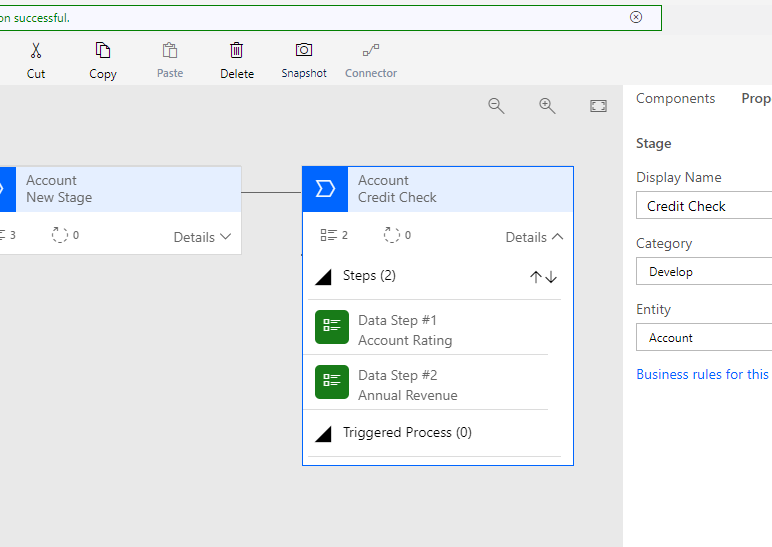 on successful.
Cut
Copy
Paste
Delete
Snapshot
Connector
Components
Prop
Account
New Stage
3
0
Details
Account
Credit Check
2
0
Details
Steps (2)
Data Step #1
Account Rating
Data Step #2
Annual Revenue
Triggered Process (0)
Stage
Display Name
Credit Check
Category
Develop
Entity
Account
Business rules for this